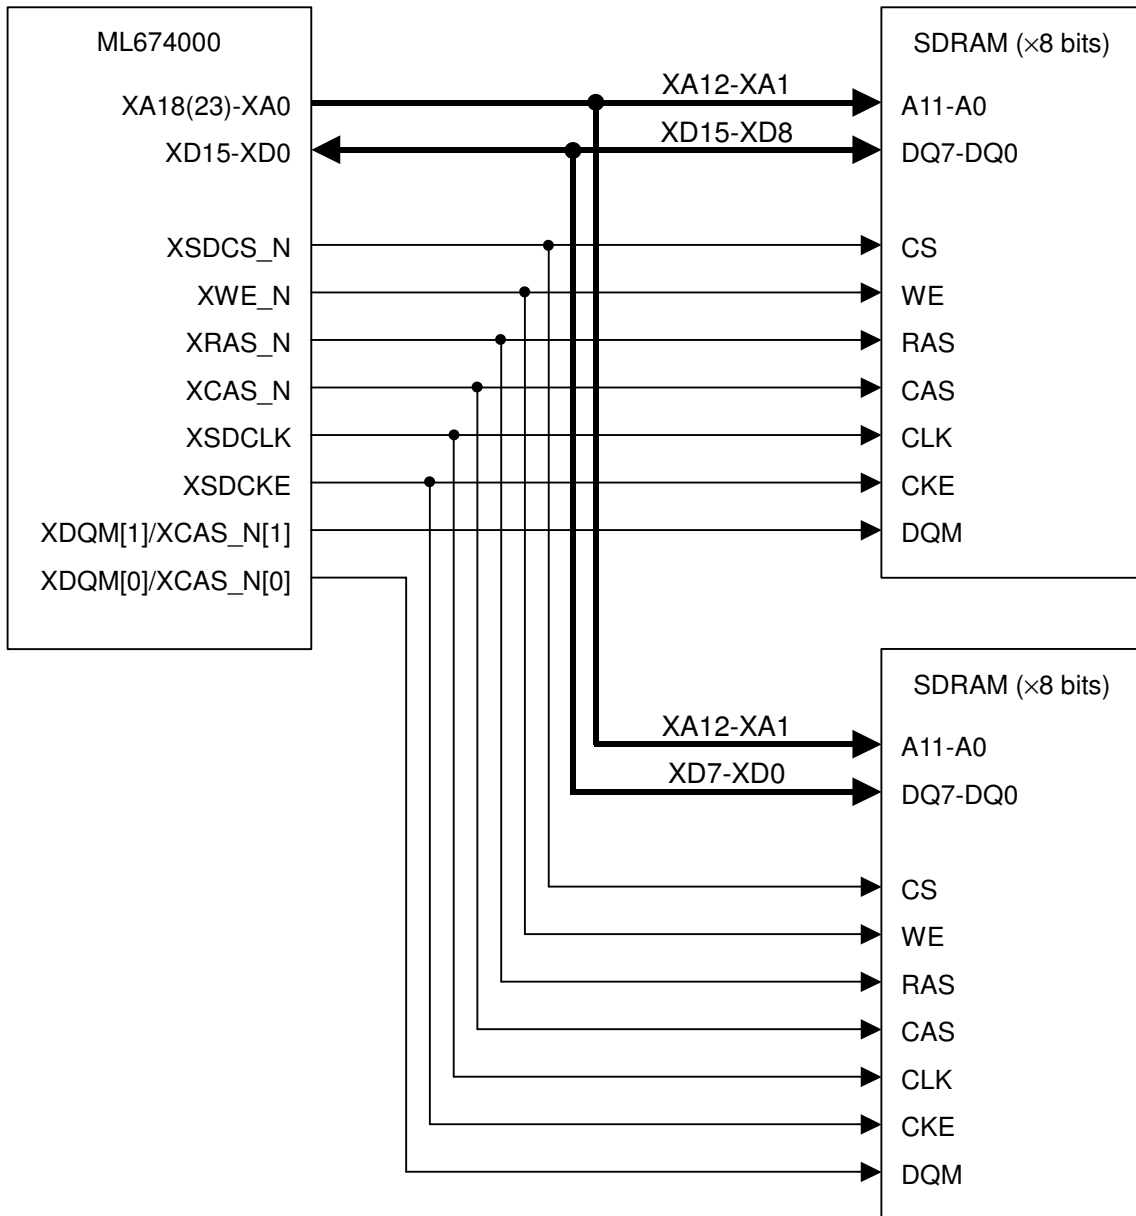 ML674000
XA18(23)-XA0
XD15-XD0
XSDCS_N
XWE_N
XRAS_N
XCAS_N
XSDCLK
XSDCKE
XDQM[1]/XCAS_N[1]
XDQM[0]/XCAS_N[0]
XA12-XA1
XD15-XD8
SDRAM (×8 bits)
A11-A0
DQ7-DQ0
CS
WE
RAS
CAS
CLK
CKE
DQM
XA12-XA1
XD7-XD0
SDRAM (×8 bits)
A11-A0
DQ7-DQ0
CS
WE
RAS
CAS
CLK
CKE
DQM